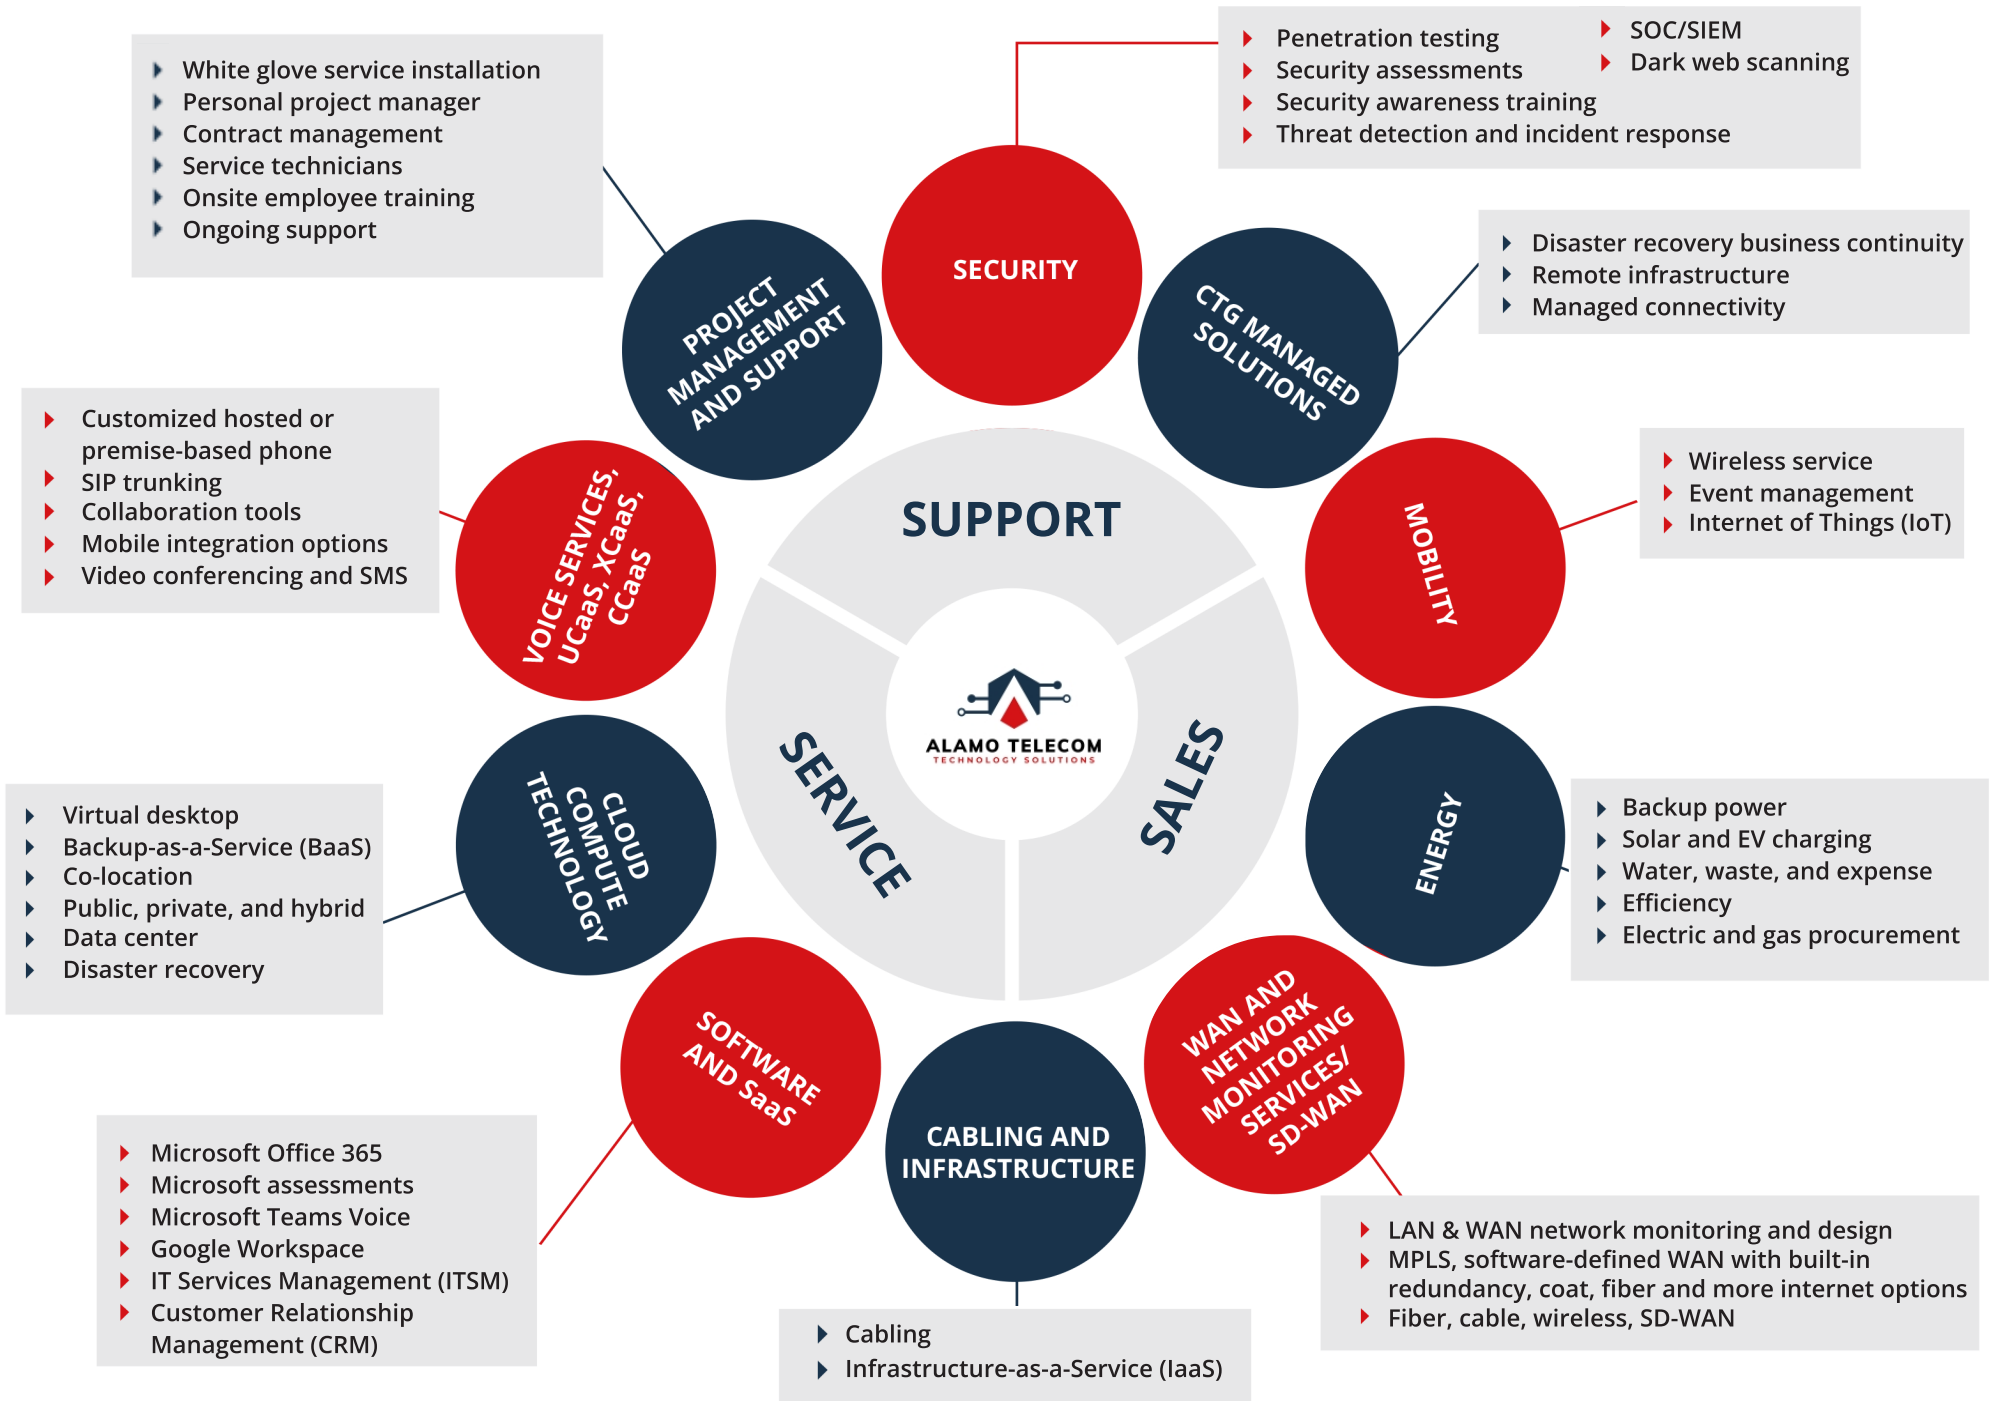 White glove service installation
Personal project manager
Contract management
Service technicians
Onsite employee training
Ongoing support
Penetration testing
Security assessments
Security awareness training
Threat detection and incident response
SOC/SIEM
Dark web scanning
SECURITY
PROJECT
MANAGEMENT
AND SUPPORT
CTG MANAGED
SOLUTIONS
Disaster recovery business continuity
Remote infrastructure
Managed connectivity
Customized hosted or
premise-based phone
SIP trunking
Collaboration tools
Mobile integration options
Video conferencing and SMS
VOICE SERVICES,
UCaaS, XCaaS,
CCaaS
SUPPORT
MOBILITY
Wireless service
Event management
Internet of Things (IoT)
SERVICE
ALAMO TELECOM
TECHNOLOGY SOLUTIONS
SALES
Virtual desktop
Backup-as-a-Service (BaaS)
Co-location
Public, private, and hybrid
Data center
Disaster recovery
CLOUD
COMPUTE
TECHNOLOGY
ENERGY
Backup power
Solar and EV charging
Water, waste, and expense
Efficiency
Electric and gas procurement
SOFTWARE
AND SaaS
CABLING AND
INFRASTRUCTURE
WAN AND
NETWORK
MONITORING
SERVICES/
SD-WAN
Microsoft Office 365
Microsoft assessments
Microsoft Teams Voice
Google Workspace
IT Services Management (ITSM)
Customer Relationship
Management (CRM)
Cabling
Infrastructure-as-a-Service (IaaS)
LAN & WAN network monitoring and design
MPLS, software-defined WAN with built-in
redundancy, coat, fiber and more internet options
Fiber, cable, wireless, SD-WAN